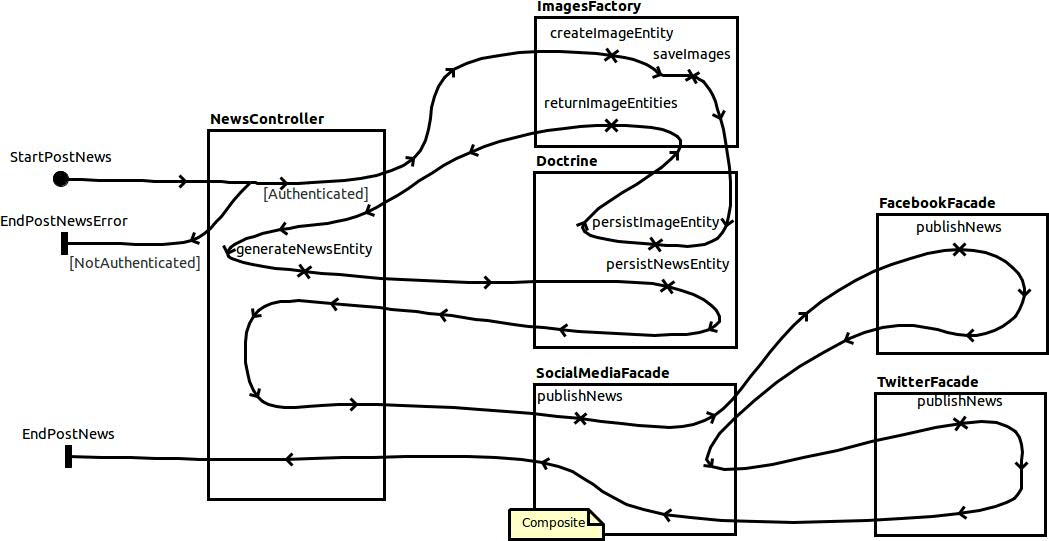 ImagesFactory
createImageEntity
saveImages
returnImageEntities
NewsController
StartPostNews
Doctrine
[Authenticated]
EndPostNewsError
persistImageEntity
FacebookFacade
publishNews
generateNewsEntity
[NotAuthenticated]
persistNewsEntity
SocialMediaFacade
publishNews
TwitterFacade
publishNews
EndPostNews
Composite